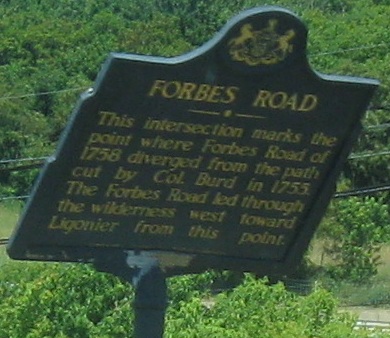 FORBES ROAD
This intersection marks the
point where Forbes Road of
1758 diverged from the path
cut by Col. Burd in 1755.
The Forbes Road led through
the wilderness west toward
Ligonier from this point.